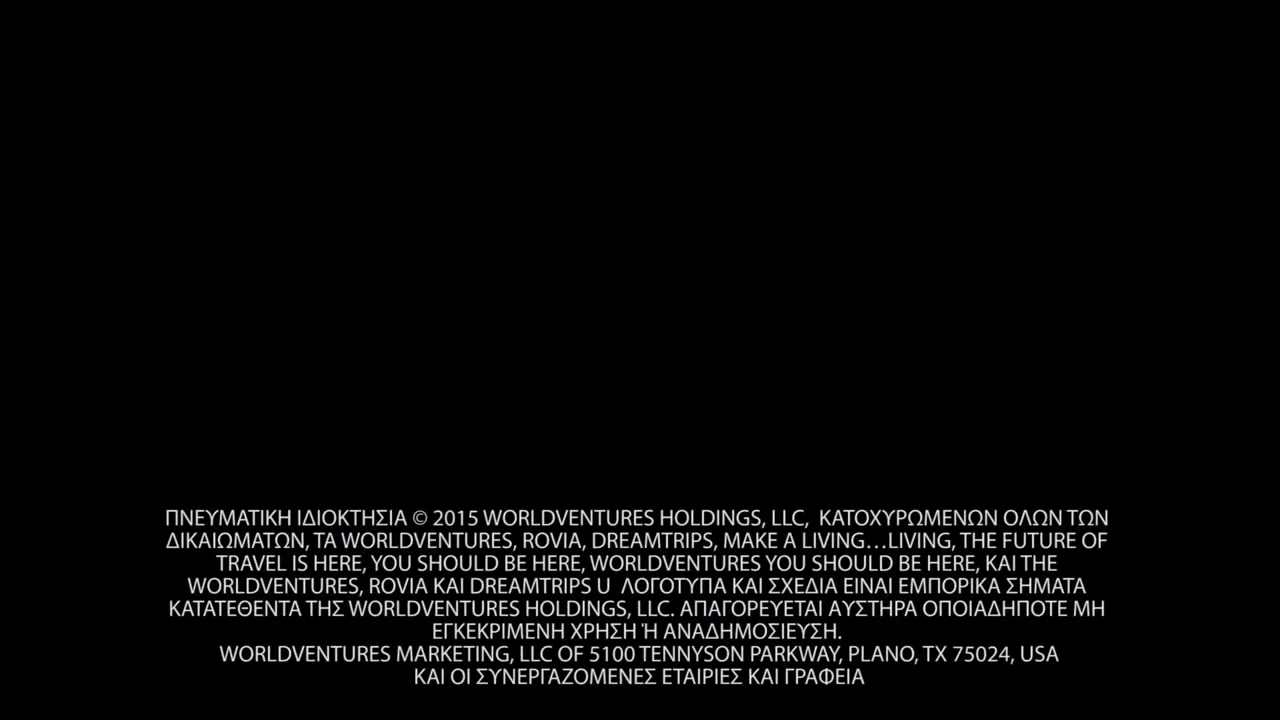 ΠΝΕΥΜΑΤΙΚΗ ΙΔΙΟΚΤΗΣΙΑ © 2015 WORLDVENTURES HOLDINGS, LLC,  ΚΑΤΟΧΥΡΩΜΕΝΩΝ ΟΛΩΝ ΤΩΝ
ΔΙΚΑΙΩΜΑΤΩΝ, ΤΑ WORLDVENTURES, ROVIA, DREAMTRIPS, MAKE A LIVING…LIVING, THE FUTURE OF
TRAVEL IS HERE, YOU SHOULD BE HERE, WORLDVENTURES YOU SHOULD BE HERE, ΚΑΙ THE
WORLDVENTURES, ROVIA ΚΑΙ DREAMTRIPS U  ΛΟΓΟΤΥΠΑ ΚΑΙ ΣΧΕΔΙΑ ΕΙΝΑΙ ΕΜΠΟΡΙΚΑ ΣΗΜΑΤΑ
ΚΑΤΑΤΕΘΕΝΤΑ ΤΗΣ WORLDVENTURES HOLDINGS, LLC. ΑΠΑΓΟΡΕΥΕΤΑΙ ΑΥΣΤΗΡΑ ΟΠΟΙΑΔΗΠΟΤΕ ΜΗ
ΕΓΚΕΚΡΙΜΕΝΗ ΧΡΗΣΗ Ή ΑΝΑΔΗΜΟΣΙΕΥΣΗ.
WORLDVENTURES MARKETING, LLC OF 5100 TENNYSON PARKWAY, PLANO, TX 75024, USA
ΚΑΙ ΟΙ ΣΥΝΕΡΓΑΖΟΜΕΝΕΣ ΕΤΑΙΡΙΕΣ ΚΑΙ ΓΡΑΦΕΙΑ